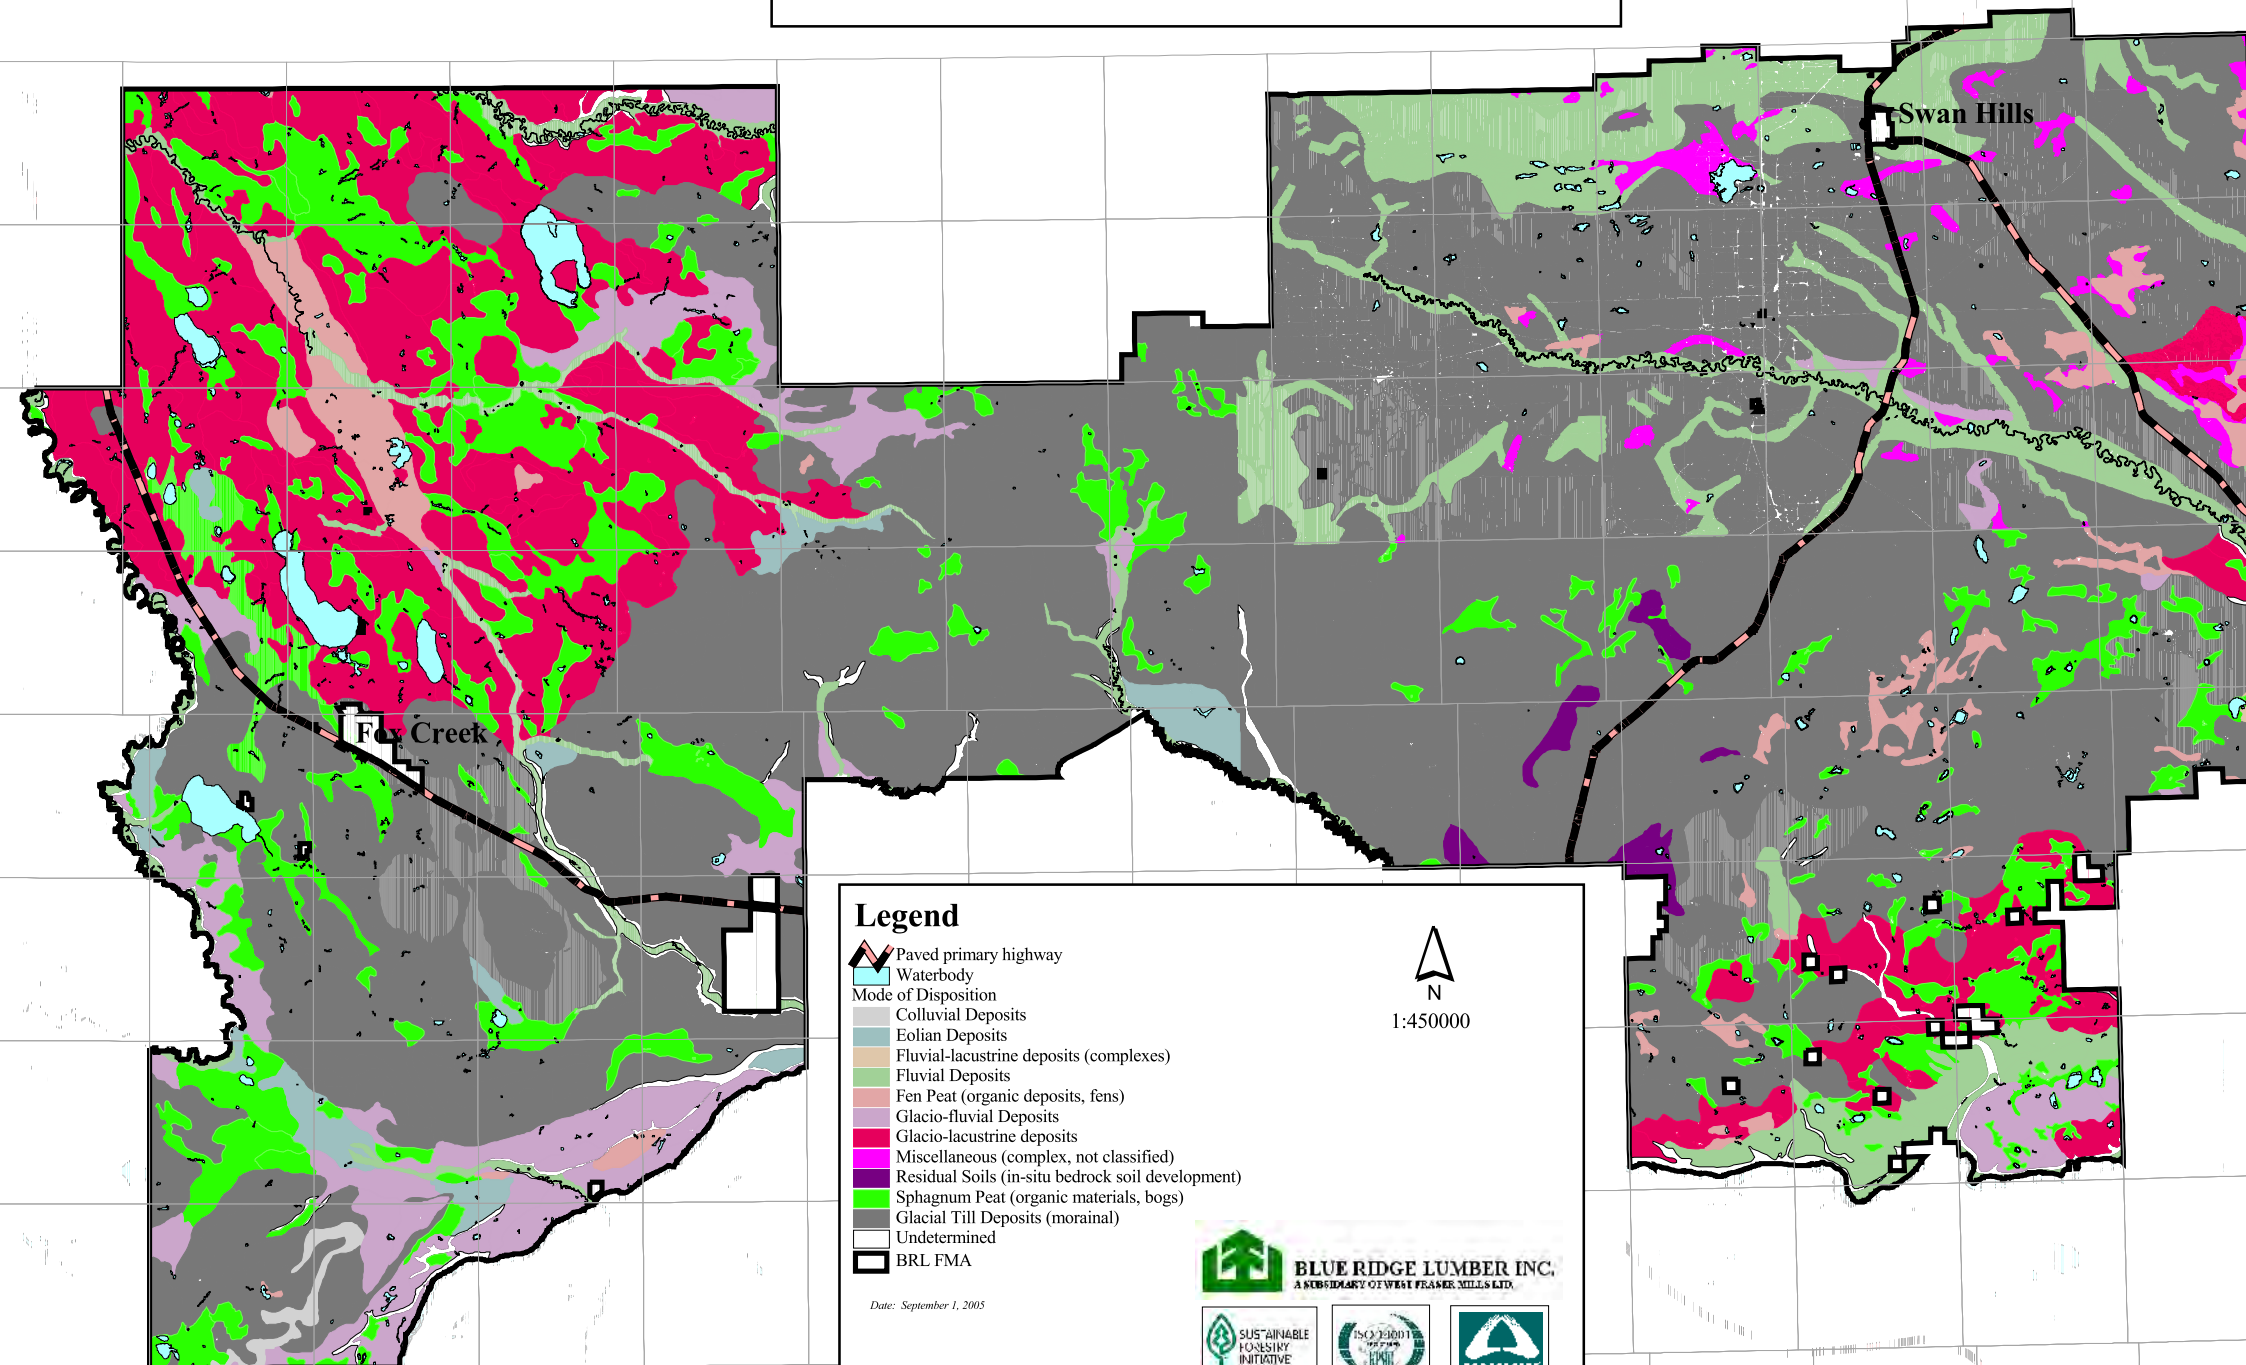 Swan Hills
Fox Creek
Legend
Paved primary highway
Waterbody
Mode of Disposition
Colluvial Deposits
Eolian Deposits
Fluvial-lacustrine deposits (complexes)
Fluvial Deposits
Fen Peat (organic deposits, fens)
Glacio-fluvial Deposits
Glacio-lacustrine deposits
Miscellaneous (complex, not classified)
Residual Soils (in-situ bedrock soil development)
Sphagnum Peat (organic materials, bogs)
Glacial Till Deposits (morainal)
Undetermined
BRL FMA
N
1:450000
Date: September 1, 2005
BLUE RIDGE LUMBER INC.
A SUBSIDIARY OF WEST FRASER MILLS LTD.
SUSTAINABLE
FORESTRY
INITIATIVE
ISO 14001